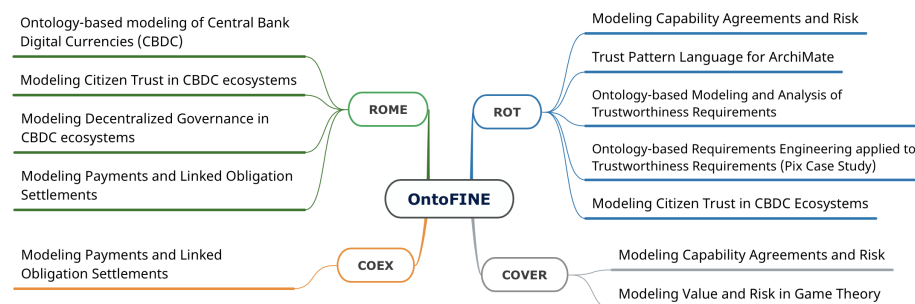 Ontology-based modeling of Central Bank
Digital Currencies (CBDC)
Modeling Citizen Trust in CBDC ecosystems
Modeling Decentralized Governance in
CBDC ecosystems
Modeling Payments and Linked Obligation
Settlements
ROME
Modeling Capability Agreements and Risk
Trust Pattern Language for ArchiMate
Ontology-based Modeling and Analysis of
Trustworthiness Requirements
Ontology-based Requirements Engineering applied to
Trustworthiness Requirements (Pix Case Study)
Modeling Citizen Trust in CBDC Ecosystems
ROT
OntoFINE
Modeling Payments and Linked
Obligation Settlements
COEX
COVER
Modeling Capability Agreements and Risk
Modeling Value and Risk in Game Theory